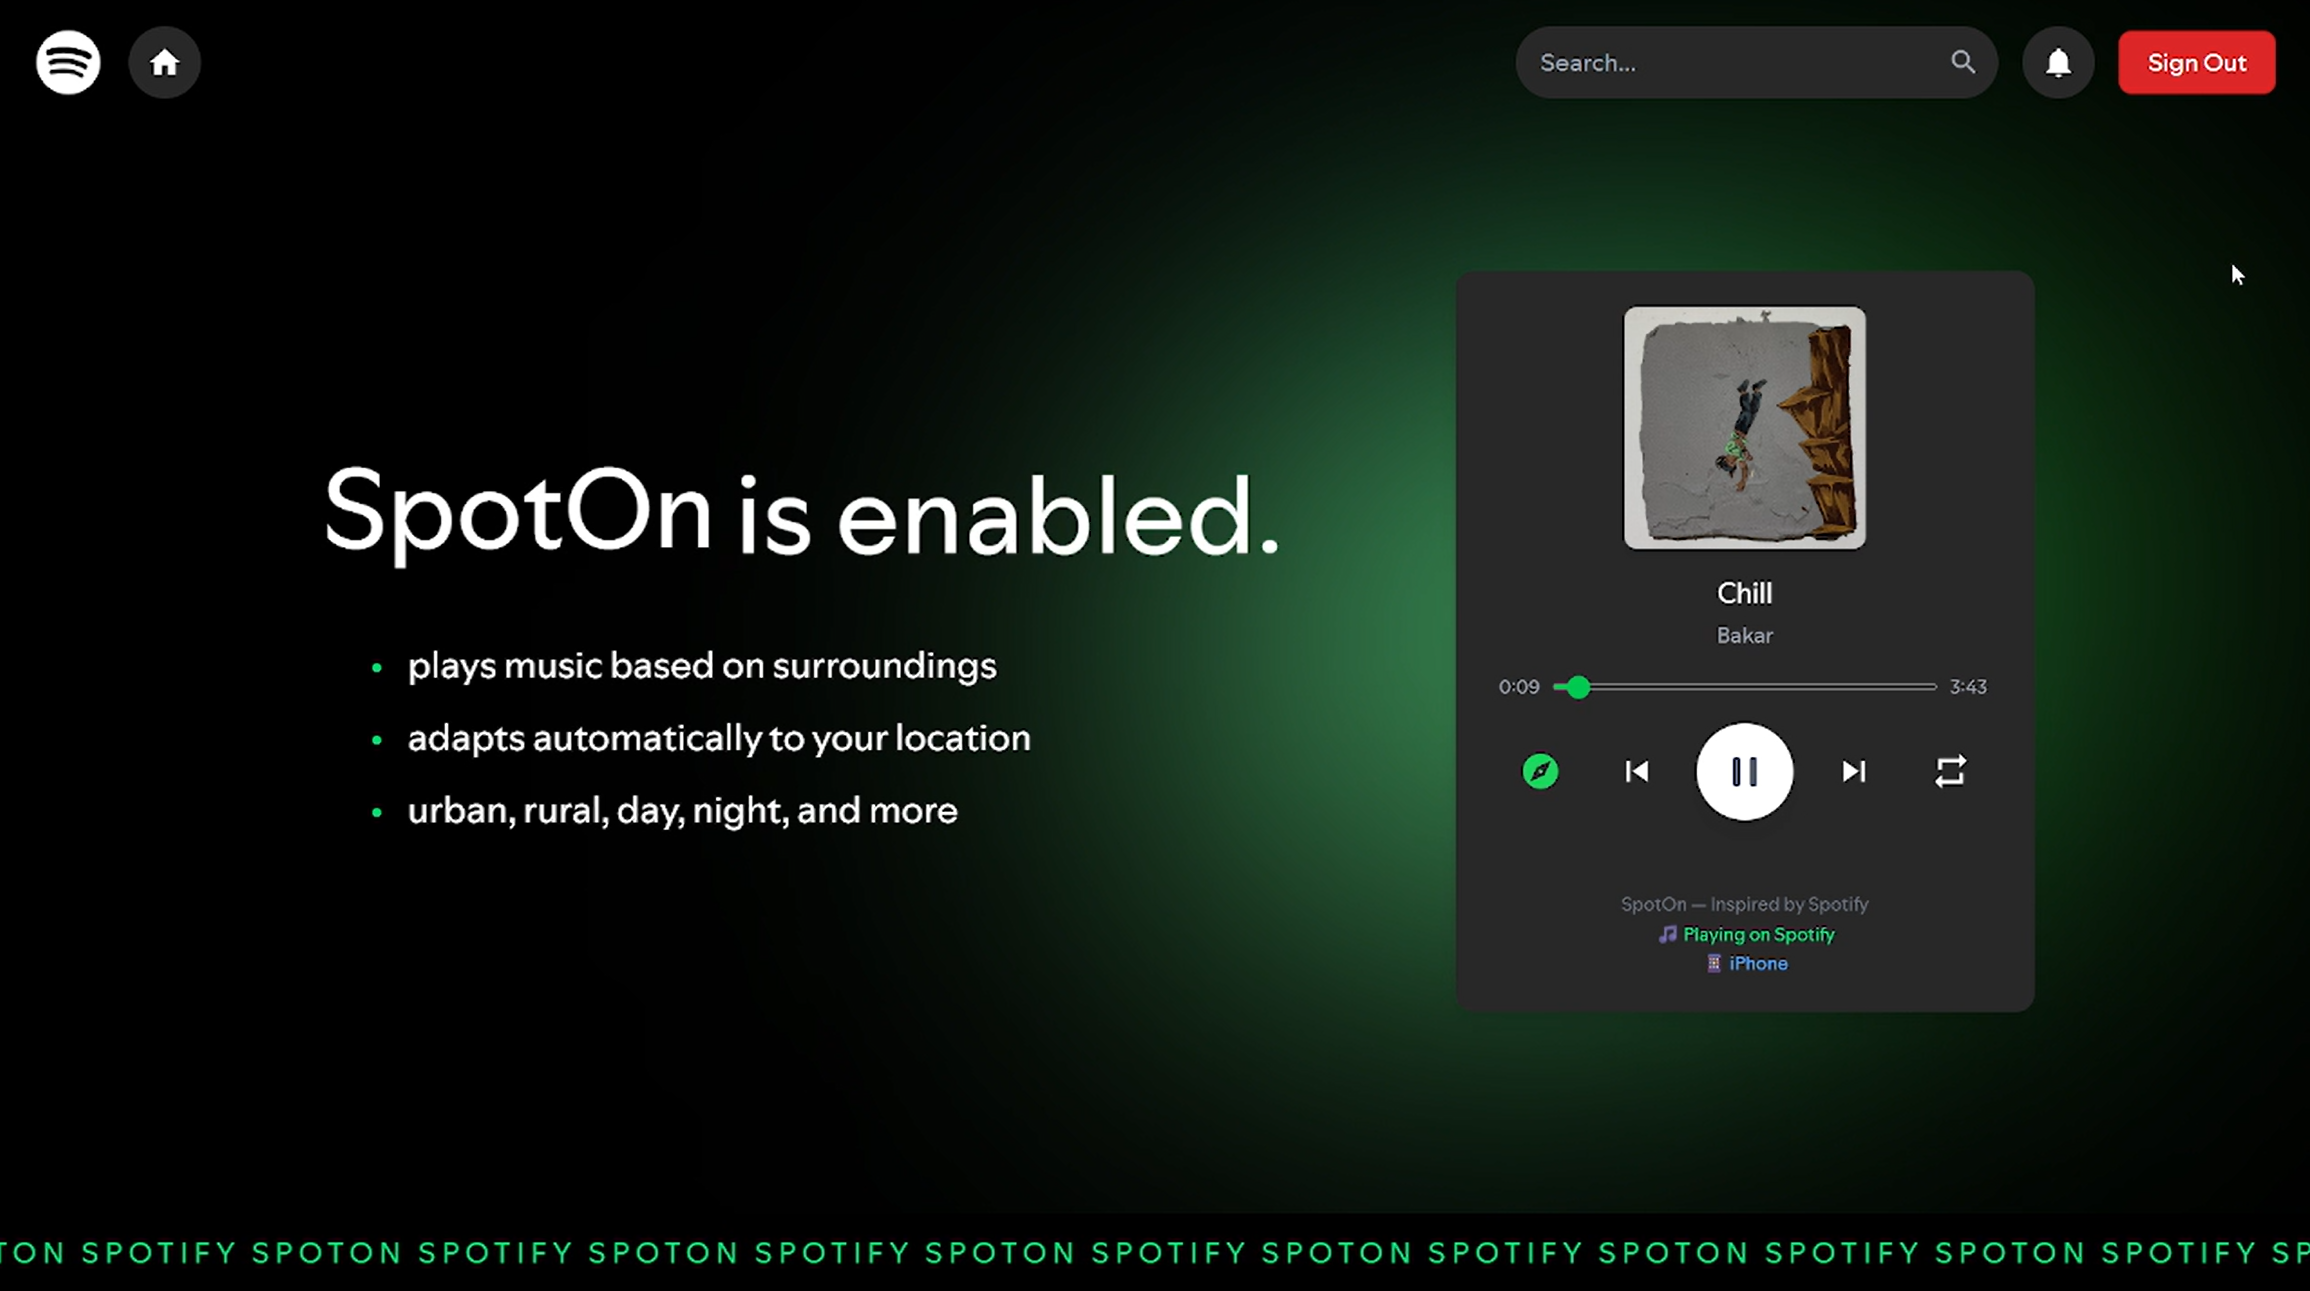 Search...
Sign Out
SpotOn is enabled.
plays music based on surroundings
adapts automatically to your location
urban, rural, day, night, and more
Chill
Bakar
0:09
3:43
SpotOn — Inspired by Spotify
Playing on Spotify
iPhone
TON SPOTIFY SPOTON SPOTIFY SPOTON SPOTIFY SPOTON SPOTIFY SPOTON SPOTIFY SPOTON SPOTIFY SPOTON SPOTIFY SP